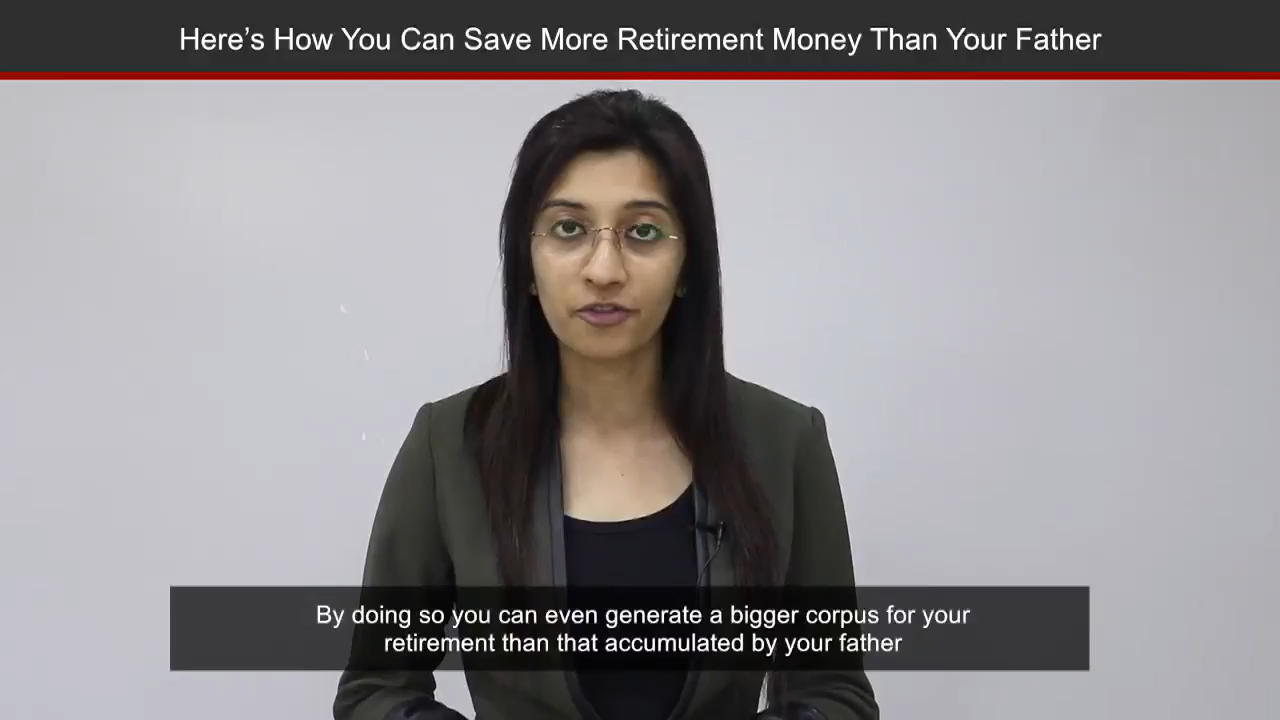 Here’s How You Can Save More Retirement Money Than Your Father
By doing so you can even generate a bigger corpus for your
retirement than that accumulated by your father